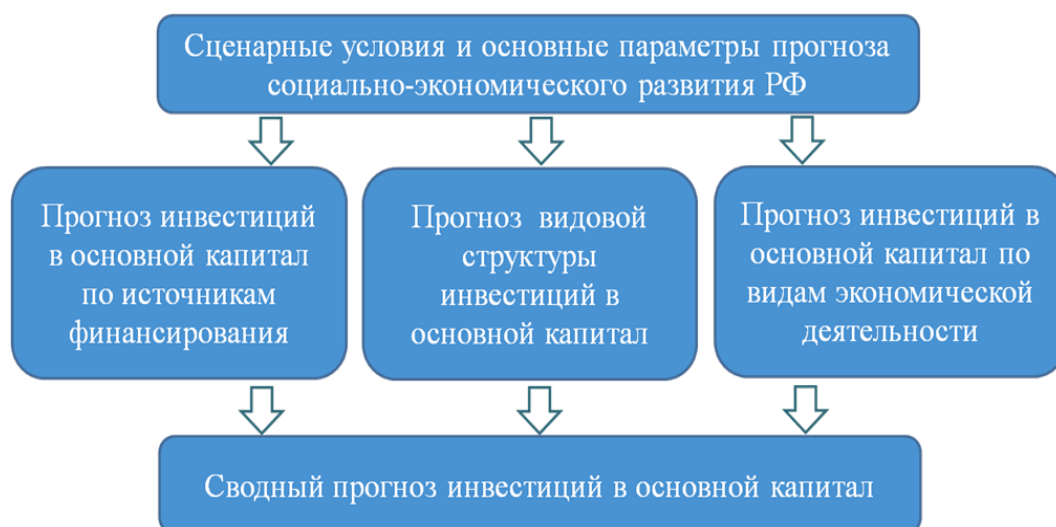 Сценарные условия и основные параметры прогноза
социально-экономического развития РФ
Прогноз инвестиций
в основной капитал
по источникам
финансирования
Прогноз видовой
структуры
инвестиций в
основной капитал
Прогноз инвестиций в
основной капитал по
видам экономической
деятельности
Сводный прогноз инвестиций в основной капитал